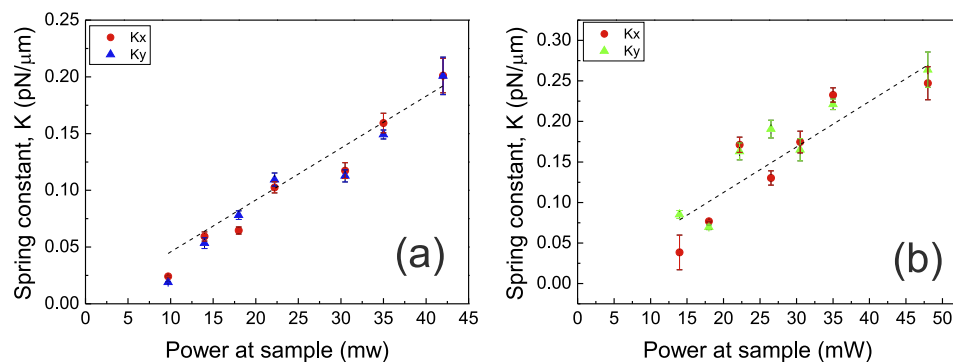 Kx
Ky
(a)
Spring constant, K (pN/μm)
0.25
0.20
0.15
0.10
0.05
0.00
0 5 10 15 20 25 30 35 40 45
Power at sample (mw)
Kx
Ky
(b)
Spring constant, K (pN/μm)
0.30
0.25
0.20
0.15
0.10
0.05
0.00
0 5 10 15 20 25 30 35 40 45 50
Power at sample (mW)